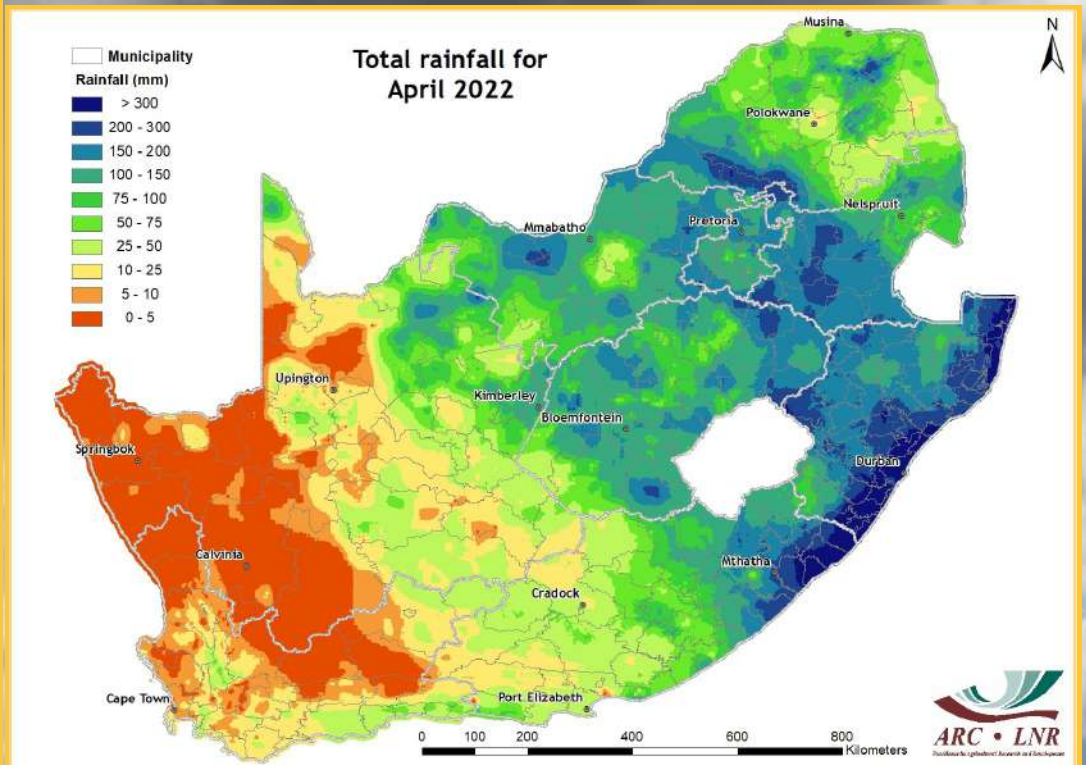 Total rainfall for
April 2022
Municipality
Rainfall (mm)
> 300
200 - 300
150 - 200
100 - 150
75 - 100
50 - 75
25 - 50
10 - 25
5 - 10
0 - 5
N
Musina
Polokwane
Nelspruit
Pretoria
Mmabatho
Upington
Kimberley
Bloemfontein
Springbok
Durban
Calvinia
Mthatha
Cradock
Cape Town
Port Elizabeth
0 100 200 400 600 800
Kilometers
ARC • LNR